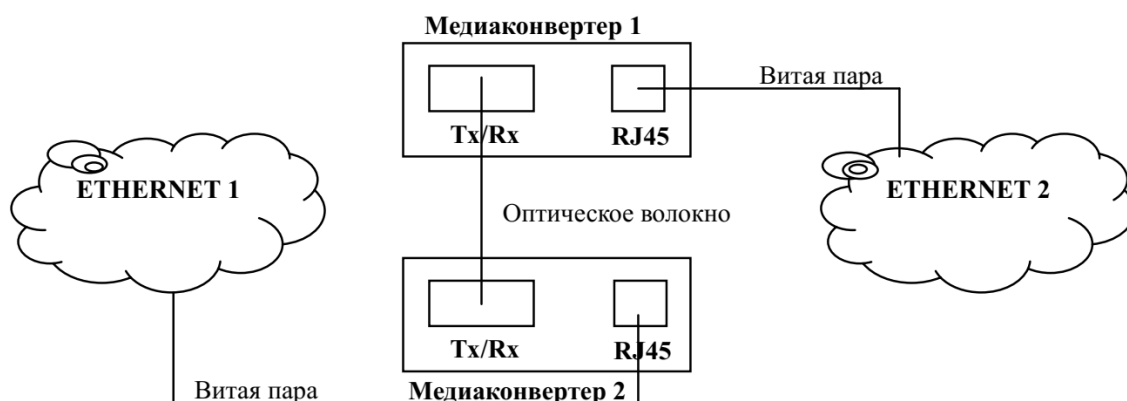 Медиаконвертер 1
Витая пара
Tx/Rx
RJ45
ETHERNET 1
ETHERNET 2
Оптическое волокно
Tx/Rx
RJ45
Витая пара
Медиаконвертер 2